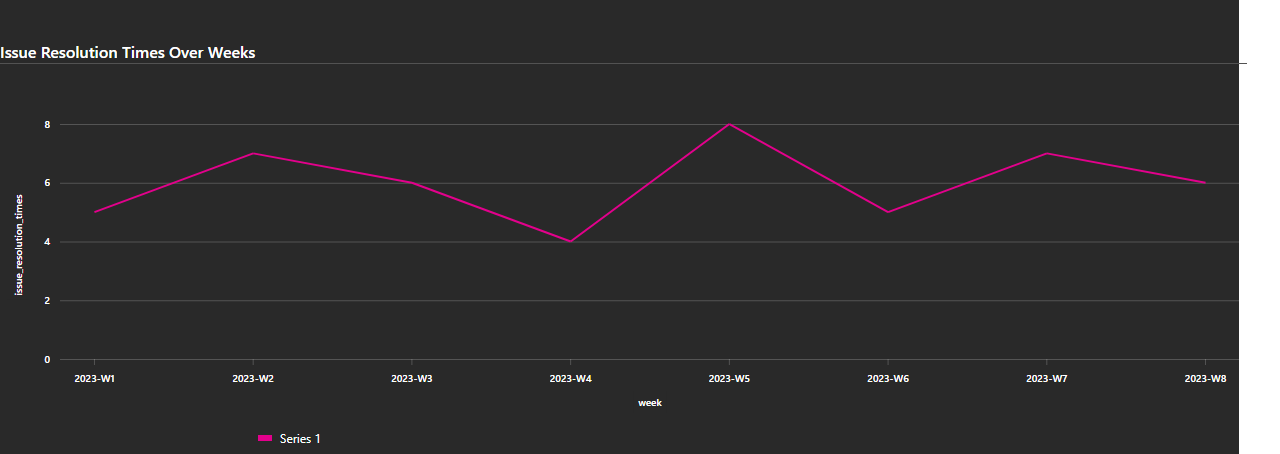 Issue Resolution Times Over Weeks
8
6
4
2
0
issue_resolution_times
2023-W1 2023-W2 2023-W3 2023-W4 2023-W5 2023-W6 2023-W7 2023-W8
week
Series 1